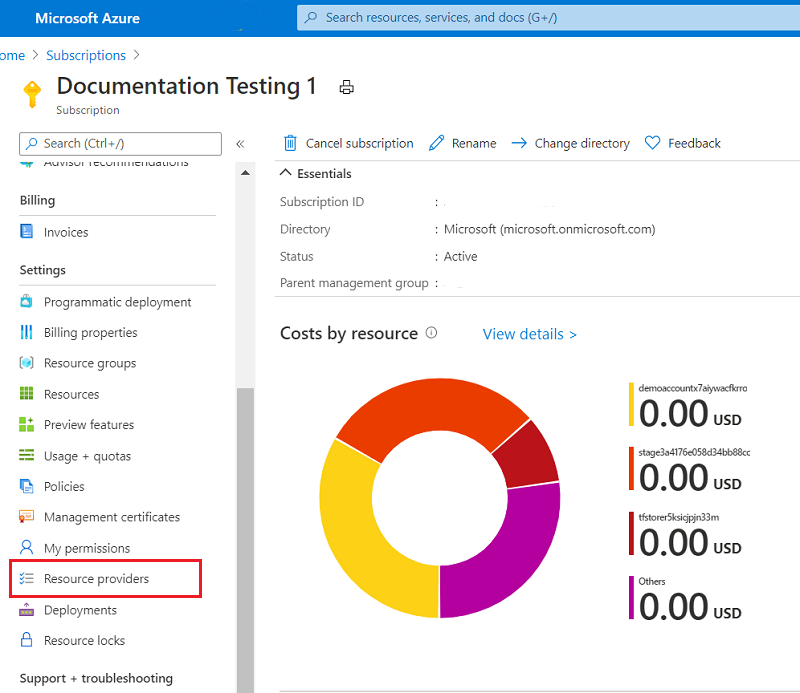 Microsoft Azure
Search resources, services, and docs (G+/)
ome > Subscriptions >
Documentation Testing 1
Subscription
Search (Ctrl+/)
«
Advisor recommendations
Billing
Invoices
Settings
Programmatic deployment
Billing properties
Resource groups
Resources
Preview features
Usage + quotas
Policies
Management certificates
My permissions
Resource providers
Deployments
Resource locks
Support + troubleshooting
Cancel subscription Rename Change directory Feedback
Essentials
Subscription ID :
Directory : Microsoft (microsoft.onmicrosoft.com)
Status : Active
Parent management group :
Costs by resource View details >
demoaccountx7aiywacfkrro
0.00 USD
stage3a4176e058d34bb88cc
0.00 USD
tfstorer5ksicjpjn33m
0.00 USD
Others
0.00 USD